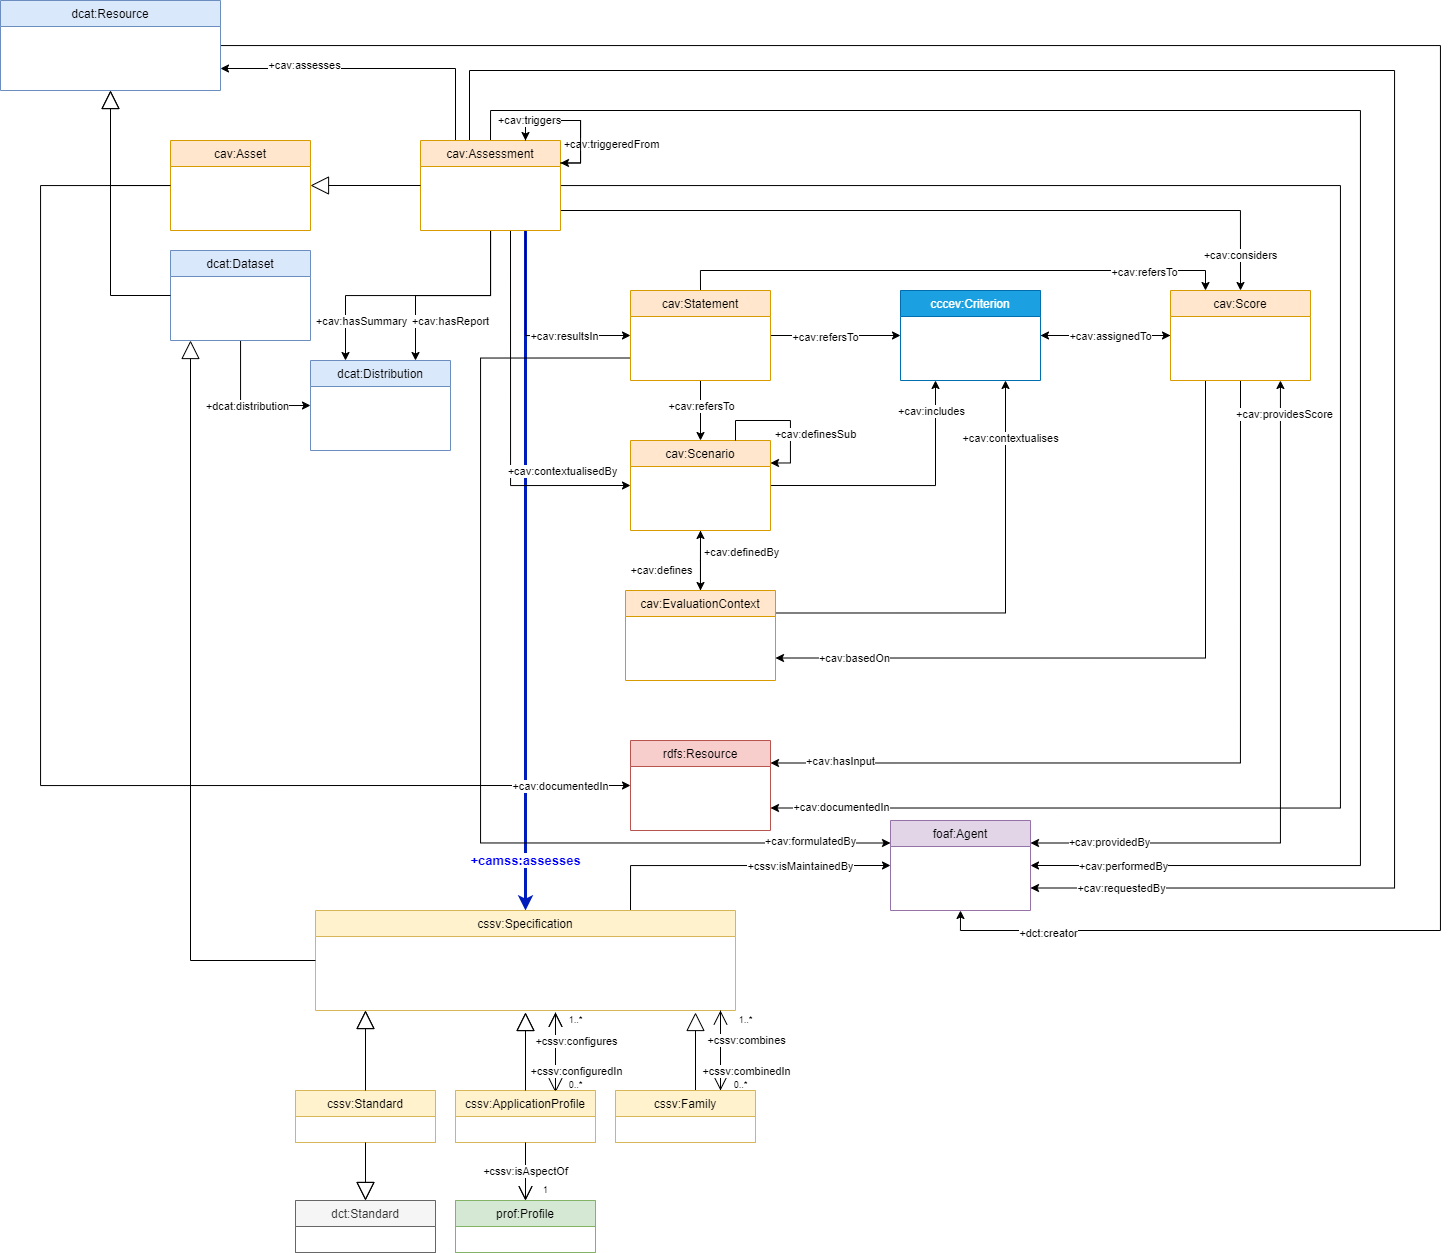 dcat:Resource
+cav:assesses
+cav:triggers
+cav:triggeredFrom
cav:Asset
cav:Assessment
dcat:Dataset
+cav:considers
+cav:refersTo
cav:Statement
cccev:Criterion
cav:Score
+cav:hasSummary
+cav:hasReport
+cav:resultsIn
+cav:refersTo
+cav:assignedTo
dcat:Distribution
+dcat:distribution
+cav:refersTo
+cav:includes
+cav:providesScore
+cav:definesSub
+cav:contextualises
cav:Scenario
+cav:contextualisedBy
+cav:definedBy
+cav:defines
cav:EvaluationContext
+cav:basedOn
rdfs:Resource
+cav:hasInput
+cav:documentedIn
+cav:documentedIn
foaf:Agent
+cav:formulatedBy
+cav:providedBy
+camss:assesses
+cssv:isMaintainedBy
+cav:performedBy
+cav:requestedBy
cssv:Specification
+dct:creator
1..*
1..*
+cssv:configures
+cssv:combines
+cssv:configuredIn
+cssv:combinedIn
0..*
0..*
cssv:Standard
cssv:ApplicationProfile
cssv:Family
+cssv:isAspectOf
1
dct:Standard
prof:Profile